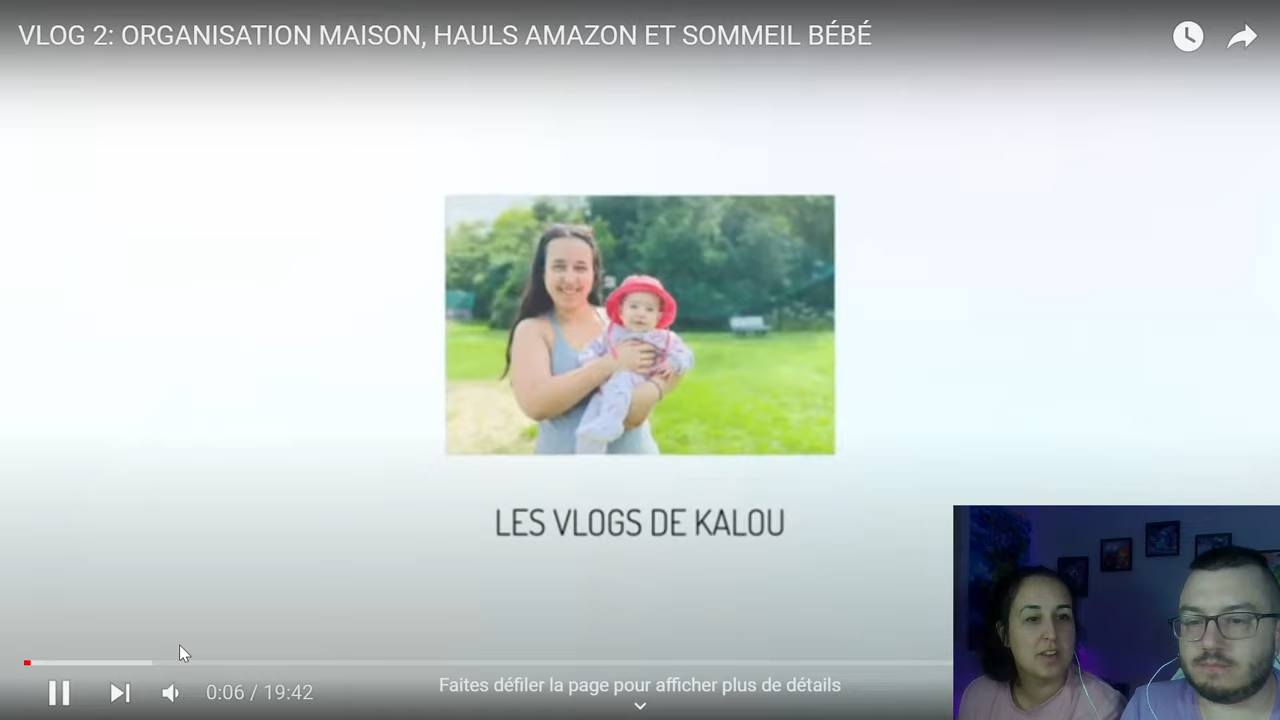 VLOG 2: ORGANISATION MAISON, HAULS AMAZON ET SOMMEIL BÉBÉ
LES VLOGS DE KALOU
0:06 / 19:42
Faites défiler la page pour afficher plus de détails